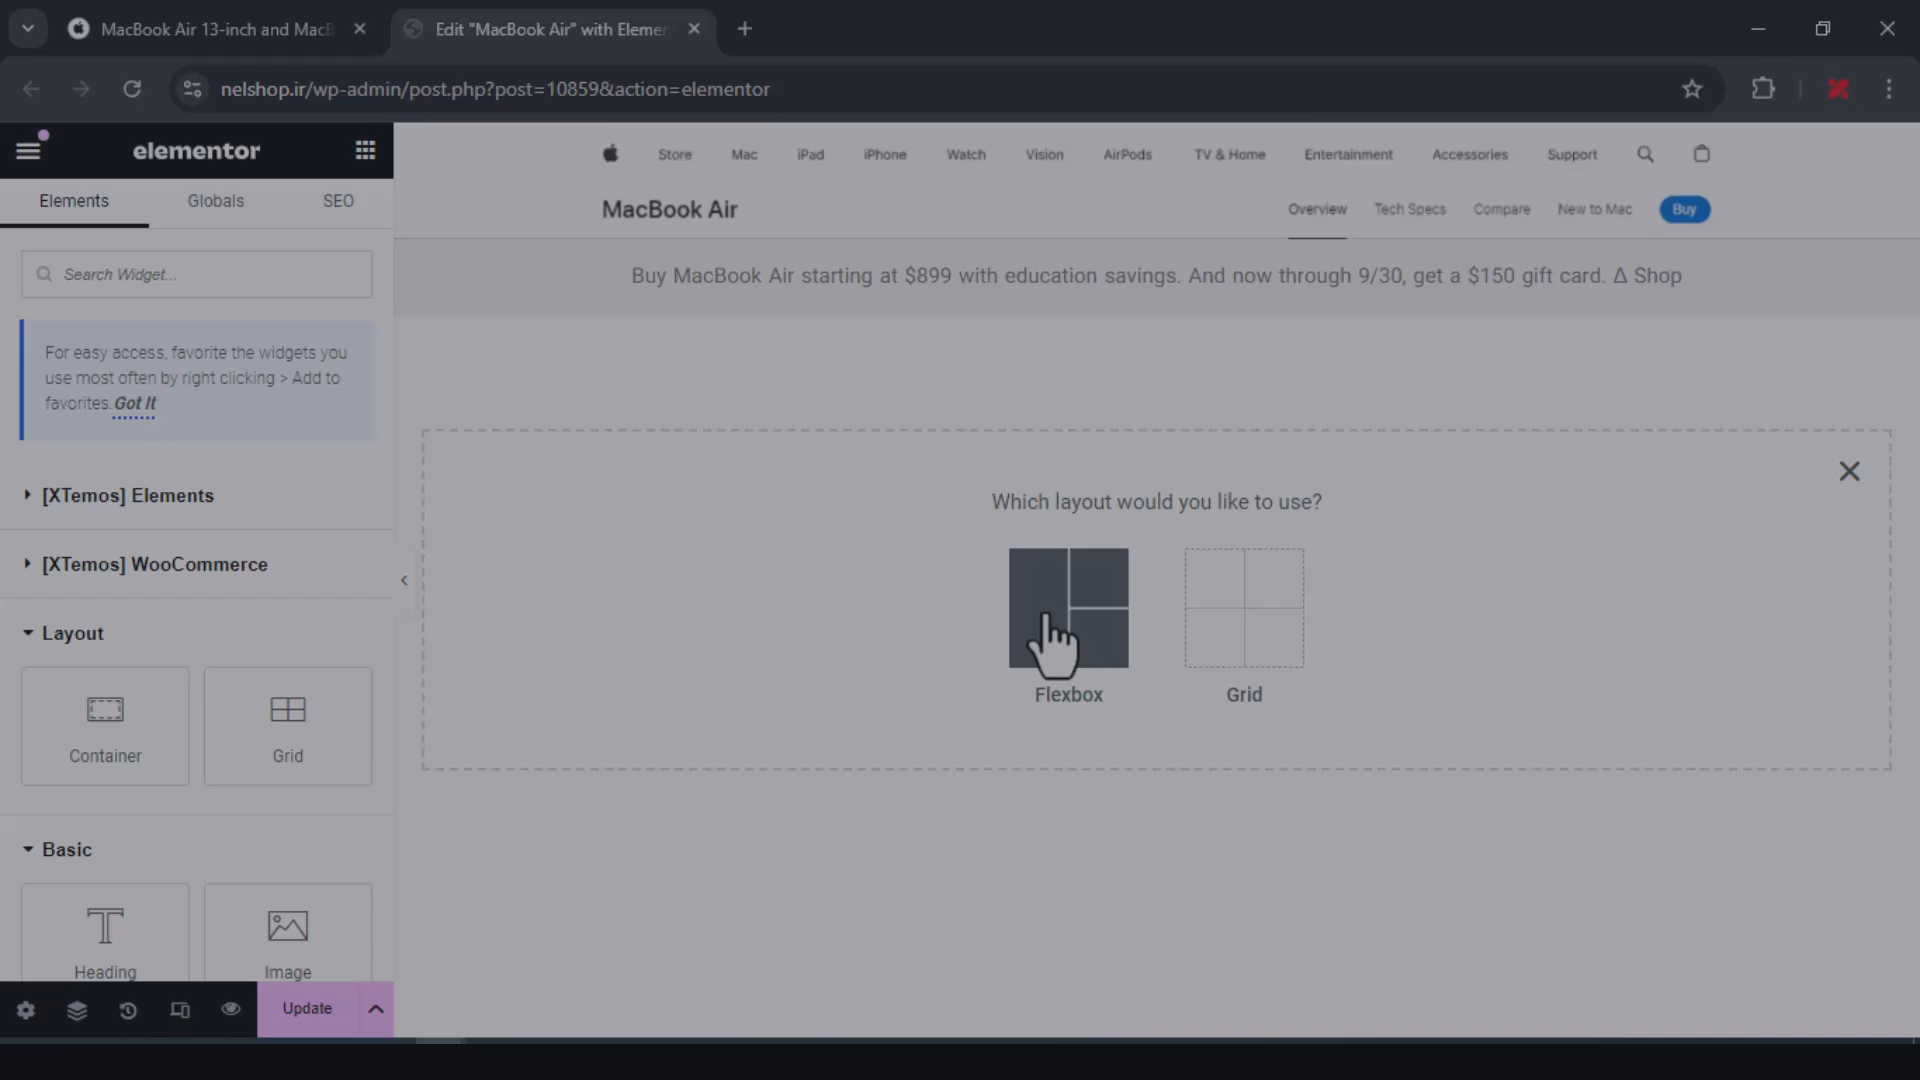 MacBook Air 13-inch and MacB
Edit "MacBook Air" with Elemen
nelshop.ir/wp-admin/post.php?post=10859&action=elementor
elementor
Elements
Globals
SEO
Search Widget...
For easy access, favorite the widgets you
use most often by right clicking > Add to
favorites. Got It
[XTemos] Elements
[XTemos] WooCommerce
Layout
Container
Grid
Basic
Heading
Image
Update
Store
Mac
iPad
iPhone
Watch
Vision
AirPods
TV & Home
Entertainment
Accessories
Support
MacBook Air
Overview
Tech Specs
Compare
New to Mac
Buy
Buy MacBook Air starting at $899 with education savings. And now through 9/30, get a $150 gift card. Δ Shop
Which layout would you like to use?
Flexbox
Grid